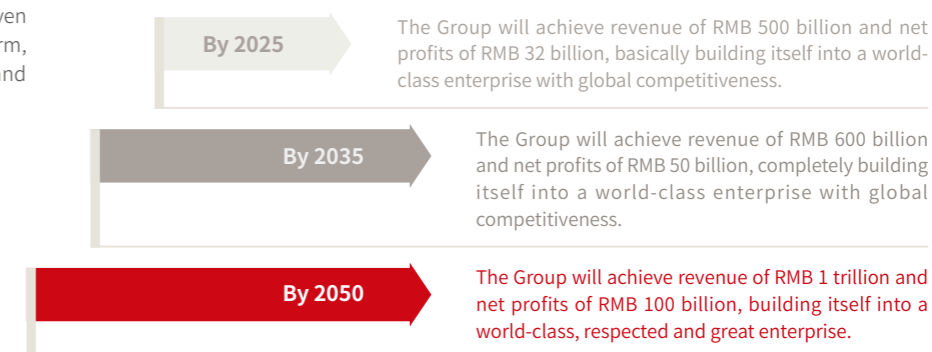 ven
rm,
and
By 2025
The Group will achieve revenue of RMB 500 billion and net
profits of RMB 32 billion, basically building itself into a world-
class enterprise with global competitiveness.
By 2035
The Group will achieve revenue of RMB 600 billion
and net profits of RMB 50 billion, completely building
itself into a world-class enterprise with global
competitiveness.
By 2050
The Group will achieve revenue of RMB 1 trillion and
net profits of RMB 100 billion, building itself into a
world-class, respected and great enterprise.